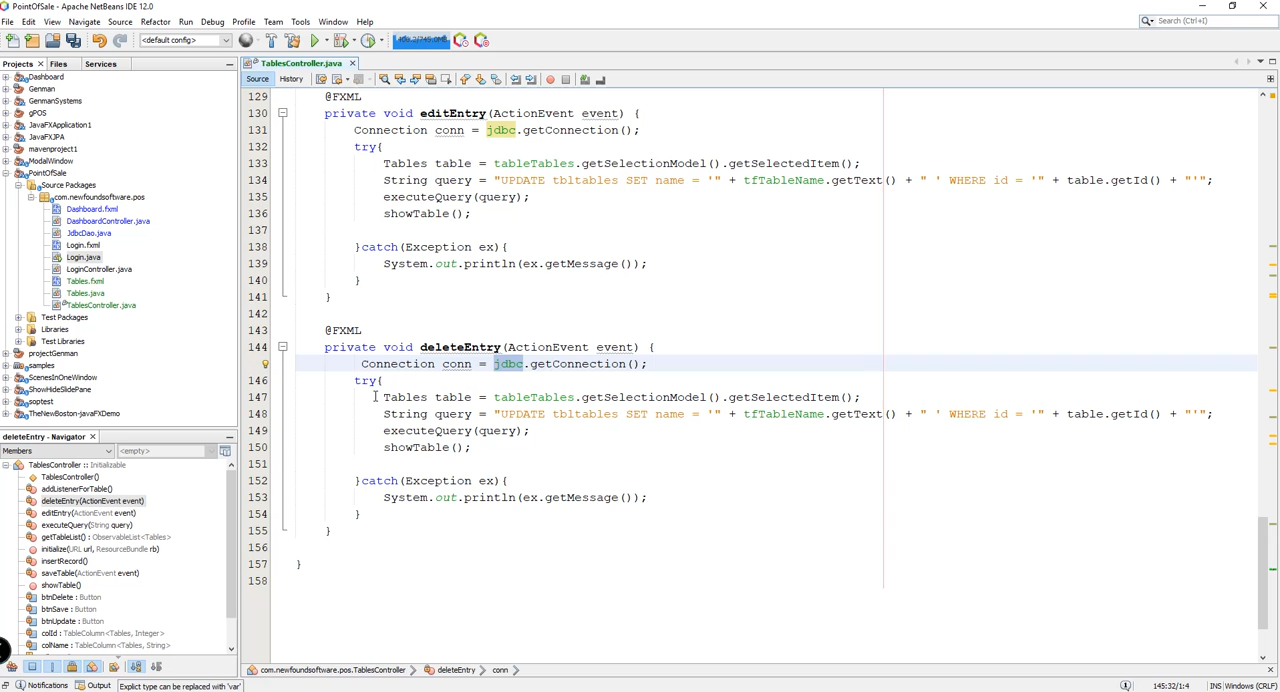 PointOfSale - Apache NetBeans IDE 12.0
File Edit View Navigate Source Refactor Run Debug Profile Team Tools Window Help
Search (Ctrl+I)
<default config>
Projects Files Services
TablesController.java
Source History
Dashboard
Genman
GenmanSystems
gPOS
JavaFXApplication1
JavaFXJPA
mavenproject1
ModalWindow
PointOfSale
Source Packages
com.newfoundsoftware.pos
Dashboard.fxml
DashboardController.java
JdbcDao.java
Login.fxml
Login.java
LoginController.java
Tables.fxml
Tables.java
TablesController.java
Test Packages
Libraries
Test Libraries
projectGenman
samples
ScenesInOneWindow
ShowHideSlidePane
soptest
TheNewBoston-javaFXDemo
deleteEntry - Navigator
Members <empty>
TablesController :: Initializable
TablesController()
addListenerForTable()
deleteEntry(ActionEvent event)
editEntry(ActionEvent event)
executeQuery(String query)
getTableList() : ObservableList<Tables>
initialize(URL url, ResourceBundle rb)
insertRecord()
saveTable(ActionEvent event)
showTable()
btnDelete : Button
btnSave : Button
btnUpdate : Button
colId : TableColumn<Tables, Integer>
colName : TableColumn<Tables, String>
129 @FXML
130 private void editEntry(ActionEvent event) {
131 Connection conn = jdbc.getConnection();
132 try{
133 Tables table = tableTables.getSelectionModel().getSelectedItem();
134 String query = "UPDATE tbltables SET name = '" + tfTableName.getText() + " ' WHERE id = '" + table.getId() + "'";
135 executeQuery(query);
136 showTable();
137
138 }catch(Exception ex){
139 System.out.println(ex.getMessage());
140 }
141 }
142
143 @FXML
144 private void deleteEntry(ActionEvent event) {
Connection conn = jdbc.getConnection();
146 try{
147 Tables table = tableTables.getSelectionModel().getSelectedItem();
148 String query = "UPDATE tbltables SET name = '" + tfTableName.getText() + " ' WHERE id = '" + table.getId() + "'";
149 executeQuery(query);
150 showTable();
151
152 }catch(Exception ex){
153 System.out.println(ex.getMessage());
154 }
155 }
156
157 }
158
com.newfoundsoftware.pos.TablesController deleteEntry conn
Notifications Output Explicit type can be replaced with 'var' 145:32/1:4 INS Windows (CRLF)